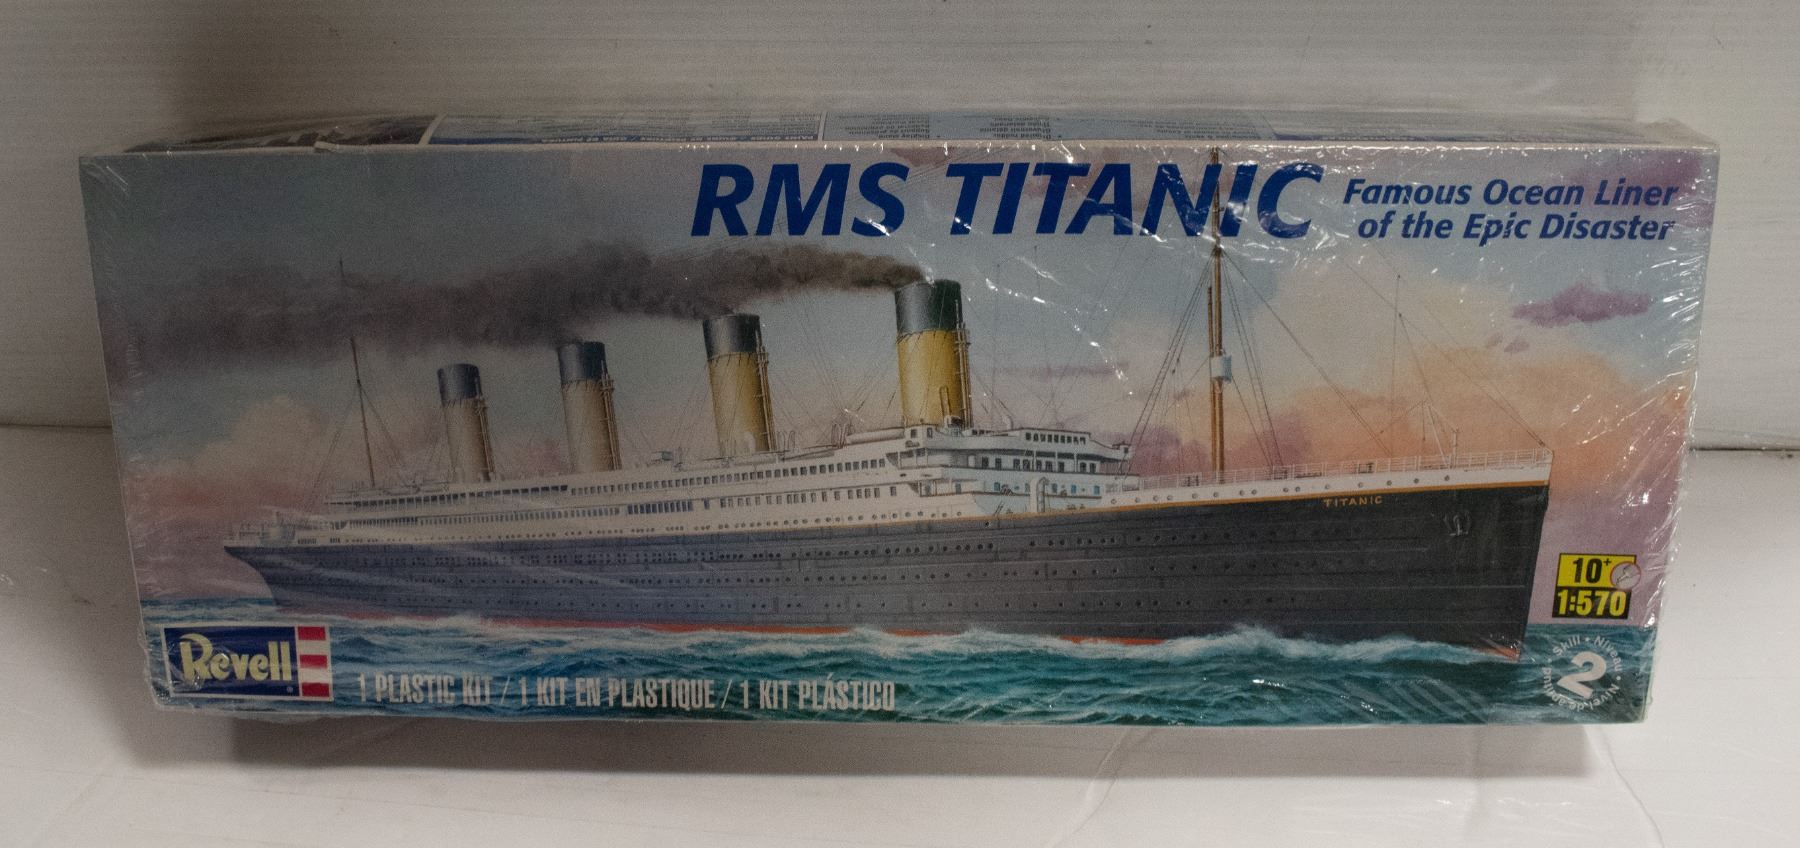 RMS TITANIC
Famous Ocean Liner
of the Epic Disaster
TITANIC
10+
1:570
Revell
1 PLASTIC KIT / 1 KIT EN PLASTIQUE / 1 KIT PLÁSTICO
Skill • Niveau
2